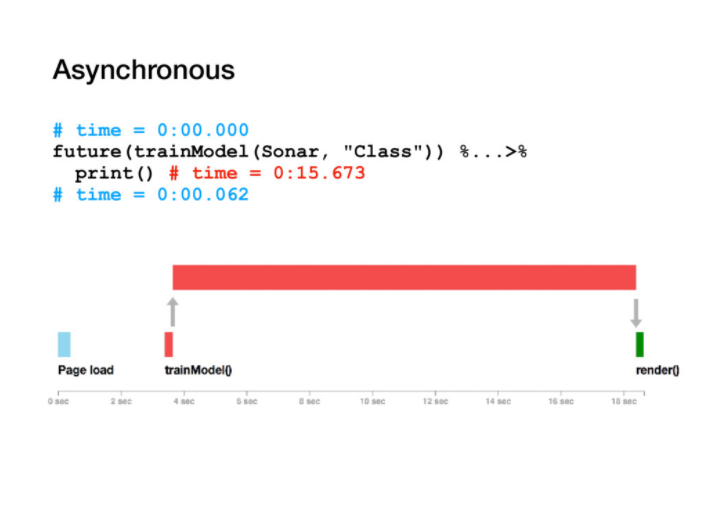 Asynchronous
# time = 0:00.000
future(trainModel(Sonar, "Class")) %...>%
print() # time = 0:15.673
# time = 0:00.062
Page load
trainModel()
render()
0 sec
2 sec
4 sec
6 sec
8 sec
10 sec
12 sec
14 sec
16 sec
18 sec